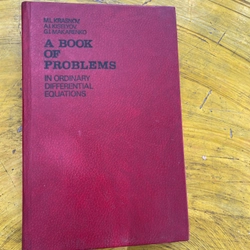 M.L.KRASNOV
A.I.KISELYOV
G.I.MAKARENKO
A BOOK
OF
PROBLEMS
IN ORDINARY
DIFFERENTIAL
EQUATIONS